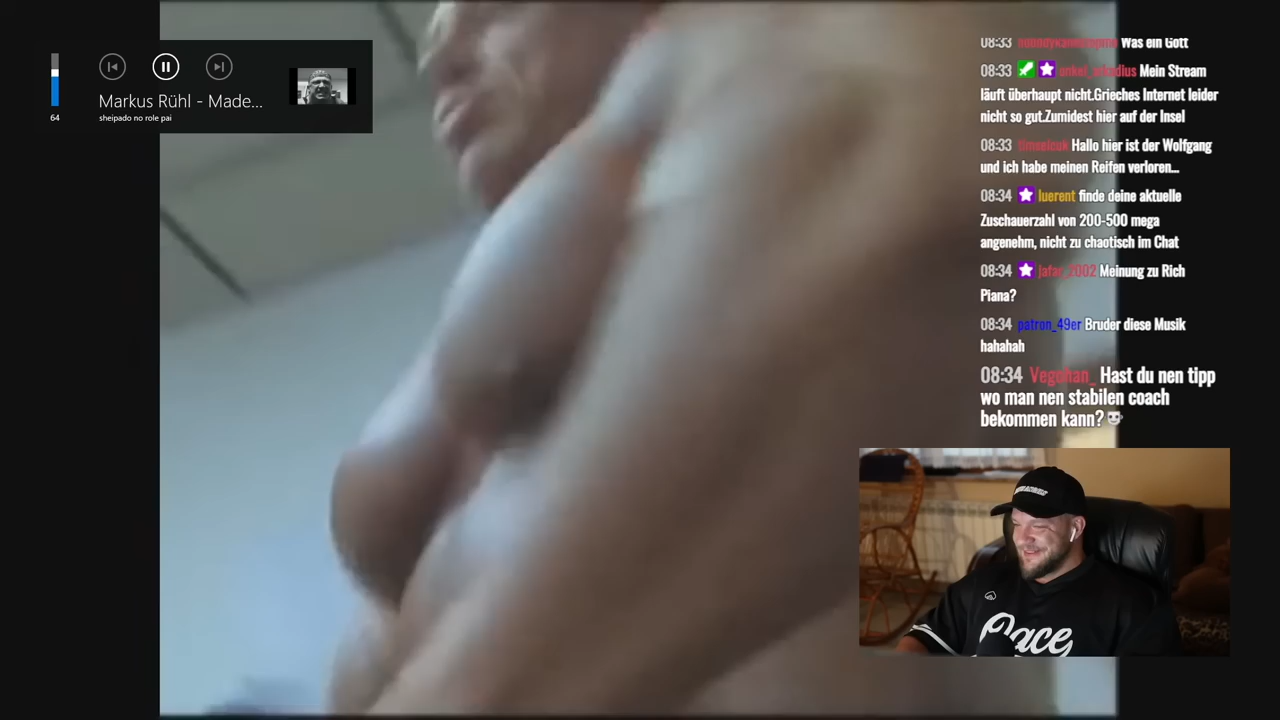 Markus Rühl - Made...
64
sheipado no role pai
08:33 Was ein Gott
08:33 Mein Stream
läuft überhaupt nicht.Grieches Internet leider
nicht so gut.Zumidest hier auf der Insel
08:33 Hallo hier ist der Wolfgang
und ich habe meinen Reifen verloren...
08:34 luerent finde deine aktuelle
Zuschauerzahl von 200-500 mega
angenehm, nicht zu chaotisch im Chat
08:34 jafar_2002 Meinung zu Rich
Piana?
08:34 patron_49er Bruder diese Musik
hahahah
08:34 Vegohan_ Hast du nen tipp
wo man nen stabilen coach
bekommen kann?
Pace